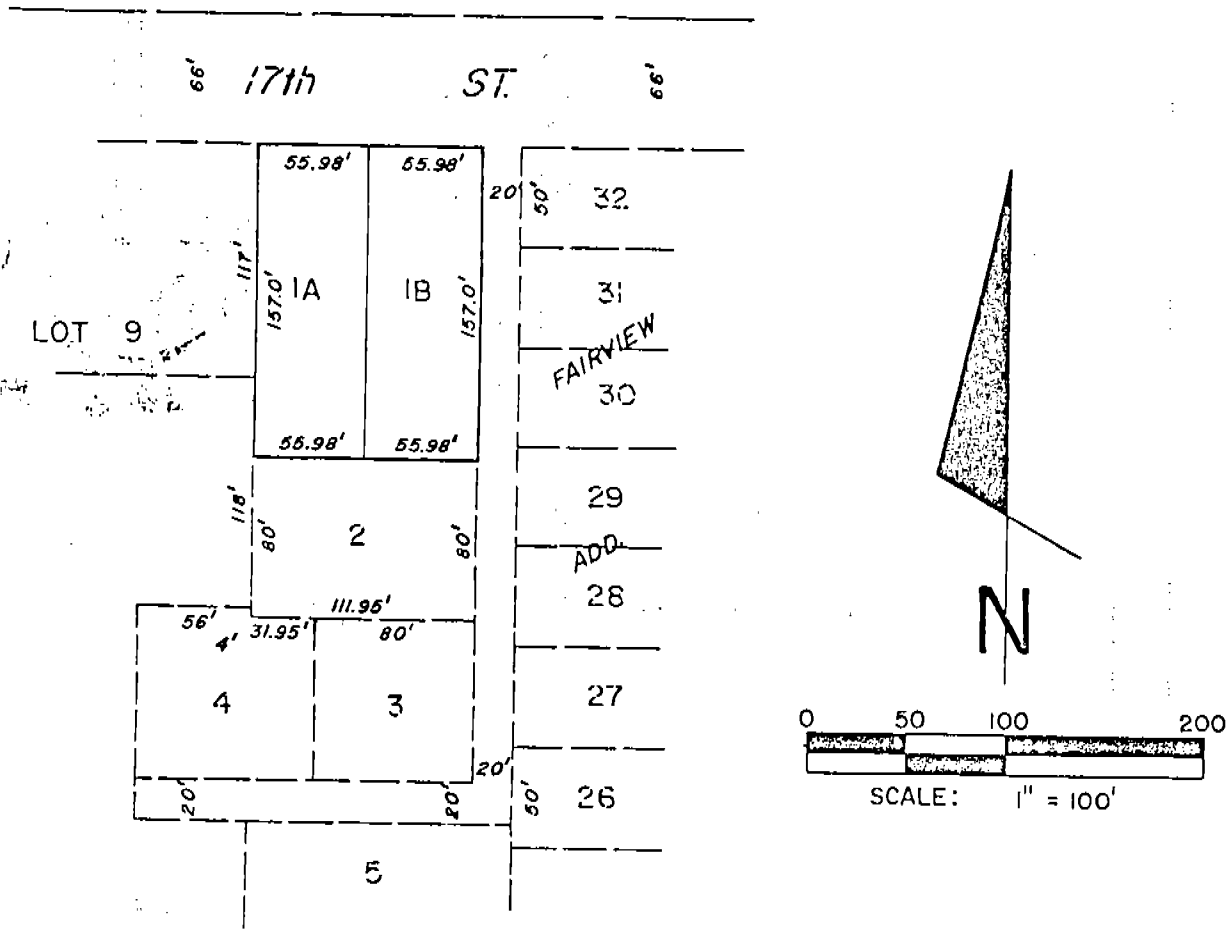 66' 17th ST. 66'
55.98' 55.98'
20' 50' 32
117' 157.0' 1A 1B 157.0' 31
LOT 9
FAIRVIEW
30
55.98' 55.98'
118' 80' 2 80' 29
ADD.
28
111.95'
56' 4' 31.95' 80'
4 3 27
20'
20' 20' 50' 26
5
N
0 50 100 200
SCALE: 1" = 100'